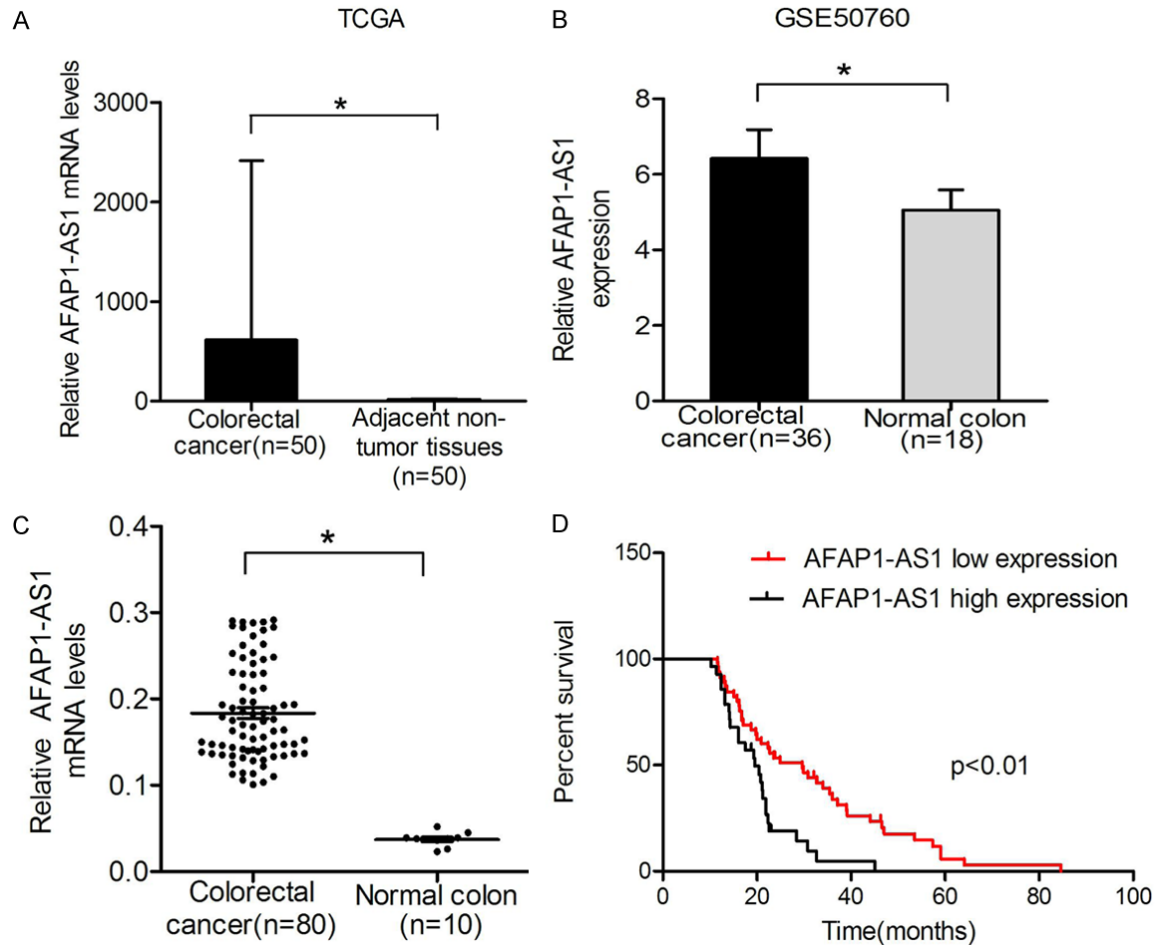 A
TCGA
Relative AFAP1-AS1 mRNA levels
3000
2000
1000
0
*
Colorectal
cancer(n=50)
Adjacent non-
tumor tissues
(n=50)
B
GSE50760
Relative AFAP1-AS1
expression
8
6
4
2
0
*
Colorectal
cancer(n=36)
Normal colon
(n=18)
C
Relative AFAP1-AS1
mRNA levels
0.4
0.3
0.2
0.1
0.0
*
Colorectal
cancer(n=80)
Normal colon
(n=10)
D
Percent survival
150
100
50
0
AFAP1-AS1 low expression
AFAP1-AS1 high expression
p<0.01
0 20 40 60 80 100
Time(months)